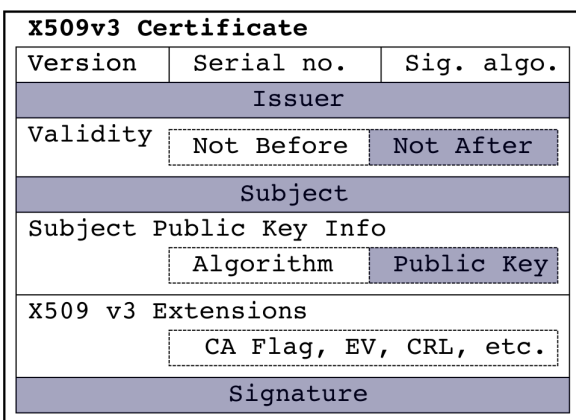 X509v3 Certificate
Version Serial no. Sig. algo.
Issuer
Validity Not Before Not After
Subject
Subject Public Key Info
Algorithm Public Key
X509 v3 Extensions
CA Flag, EV, CRL, etc.
Signature